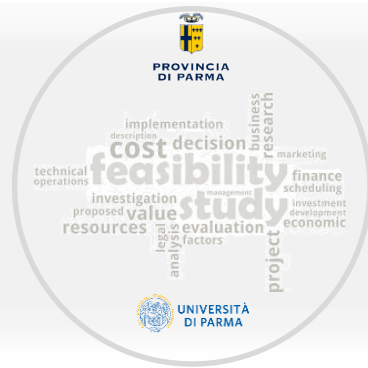 PROVINCIA
DI PARMA
business
research
implementation
description
cost decision
marketing
technical
operations
feasibility
finance
scheduling
management
investigation
proposed value
study
investment
development
economic
resources
legal
analysis
evaluation
factors
project
UNIVERSITÀ
DI PARMA